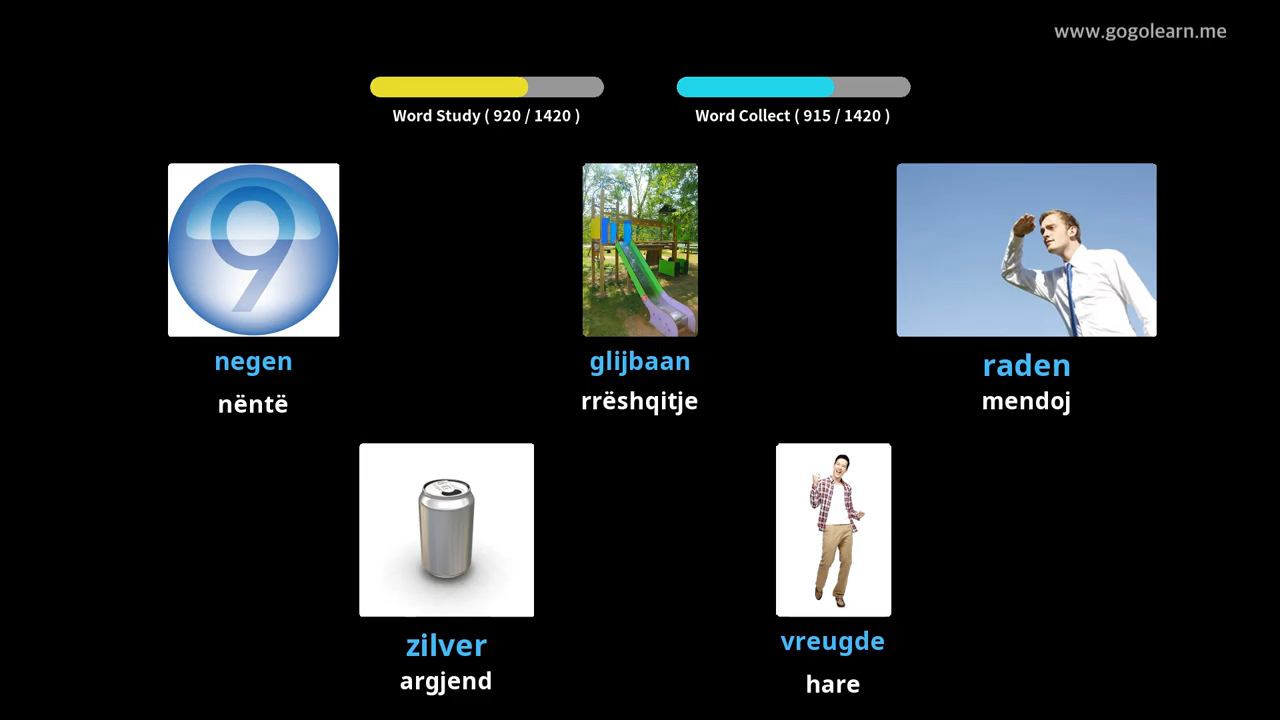 www.gogolearn.me
Word Study ( 920 / 1420 )
Word Collect ( 915 / 1420 )
9
negen
nëntë
glijbaan
rrëshqitje
raden
mendoj
zilver
argjend
vreugde
hare